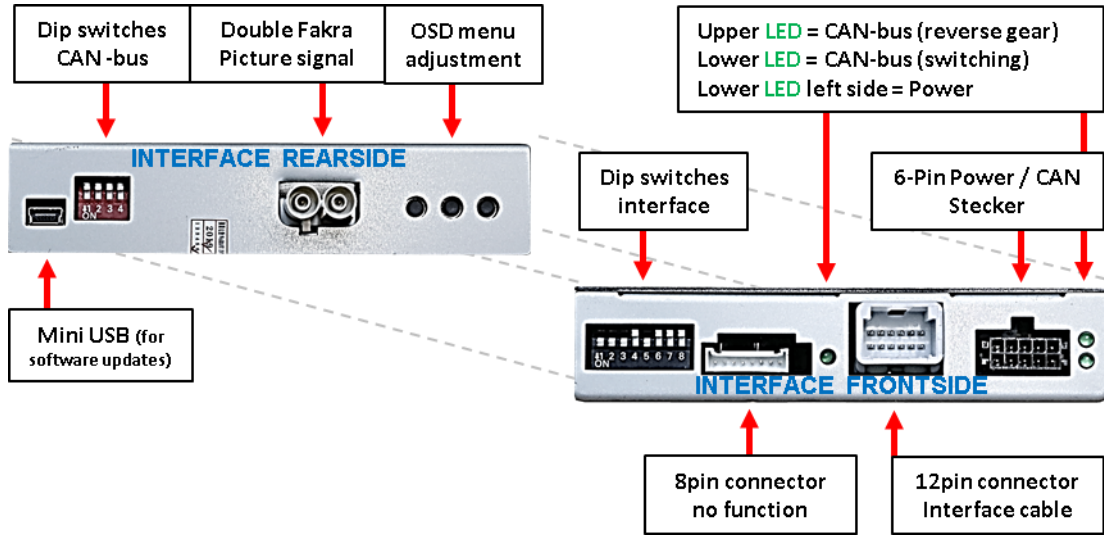 Dip switches
CAN -bus
Double Fakra
Picture signal
OSD menu
adjustment
Upper LED = CAN-bus (reverse gear)
Lower LED = CAN-bus (switching)
Lower LED left side = Power
INTERFACE REARSIDE
1 2 3 4
ON
Dip switches
interface
6-Pin Power / CAN
Stecker
Mini USB (for
software updates)
1 2 3 4 5 6 7 8
ON
INTERFACE FRONTSIDE
8pin connector
no function
12pin connector
Interface cable